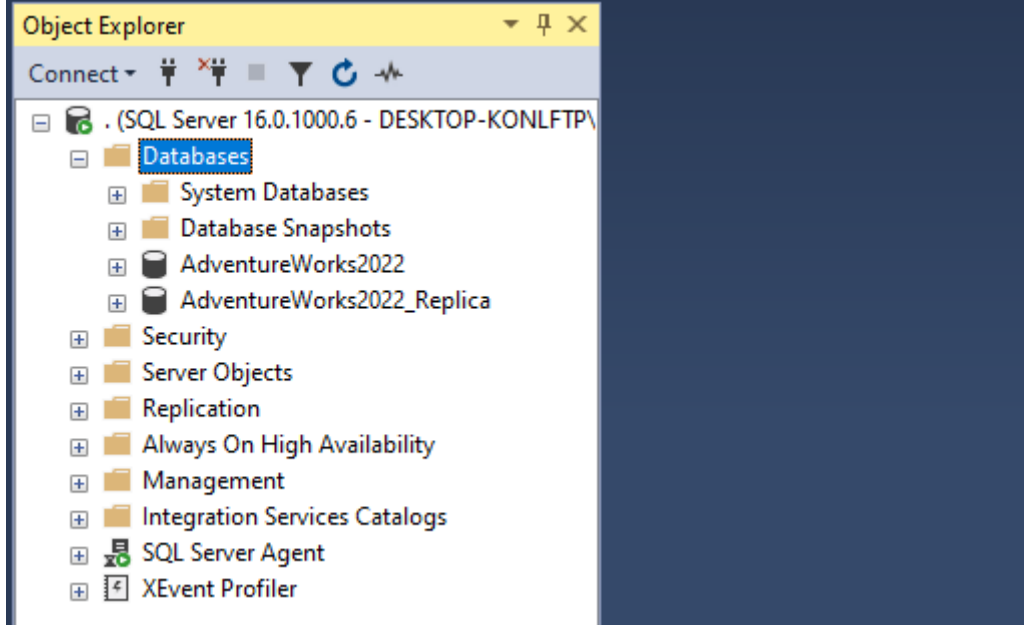 Object Explorer
Connect
. (SQL Server 16.0.1000.6 - DESKTOP-KONLFTP\
Databases
System Databases
Database Snapshots
AdventureWorks2022
AdventureWorks2022_Replica
Security
Server Objects
Replication
Always On High Availability
Management
Integration Services Catalogs
SQL Server Agent
XEvent Profiler